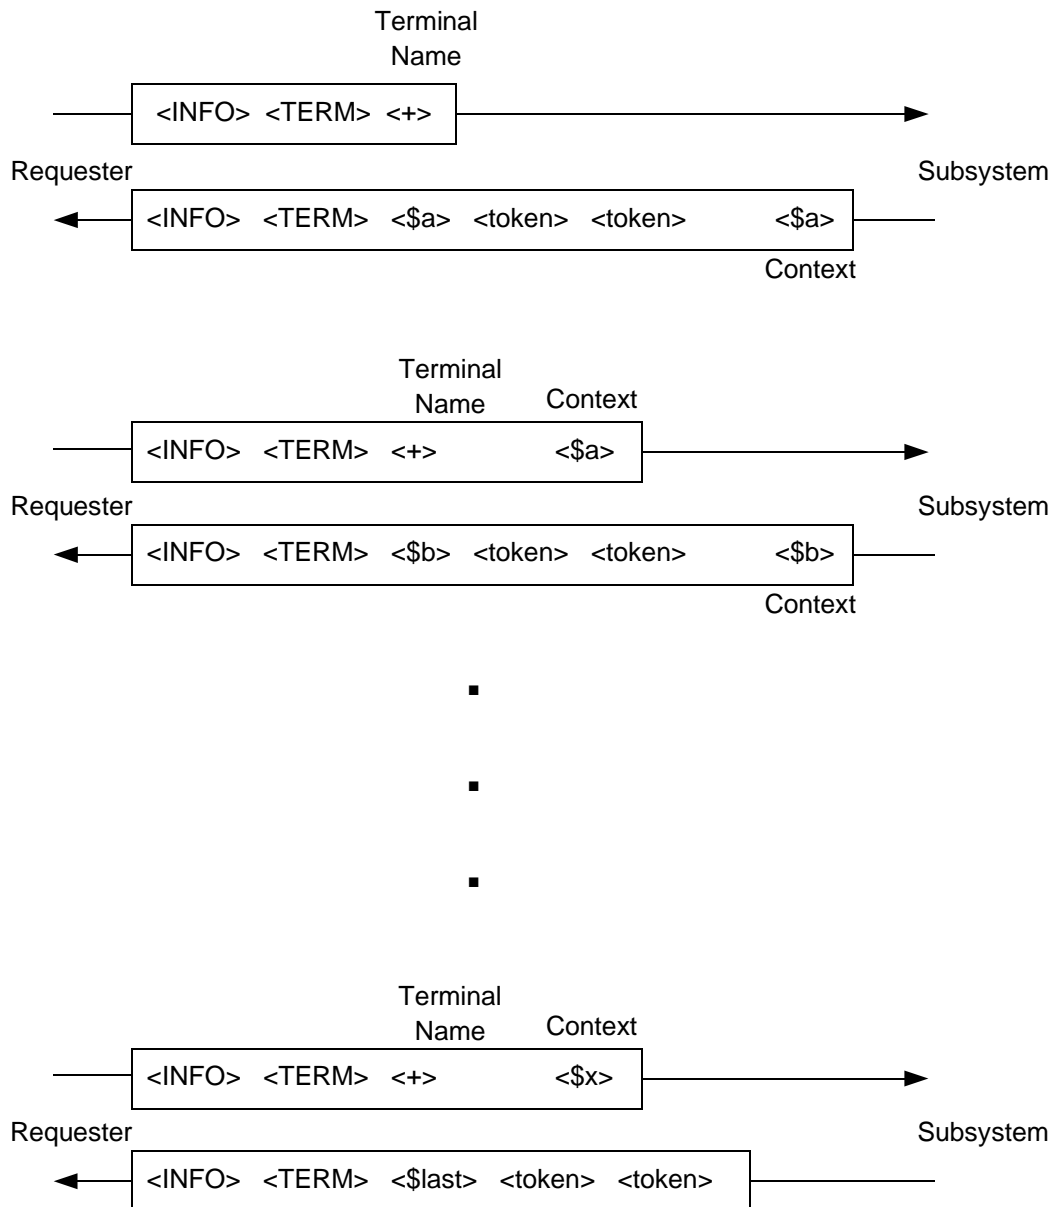 Terminal
Name
<INFO> <TERM> <+>
Requester
Subsystem
<INFO> <TERM> <$a> <token> <token> <$a>
Context
Terminal
Name
Context
<INFO> <TERM> <+> <$a>
Requester
Subsystem
<INFO> <TERM> <$b> <token> <token> <$b>
Context
Terminal
Name
Context
<INFO> <TERM> <+> <$x>
Requester
Subsystem
<INFO> <TERM> <$last> <token> <token>